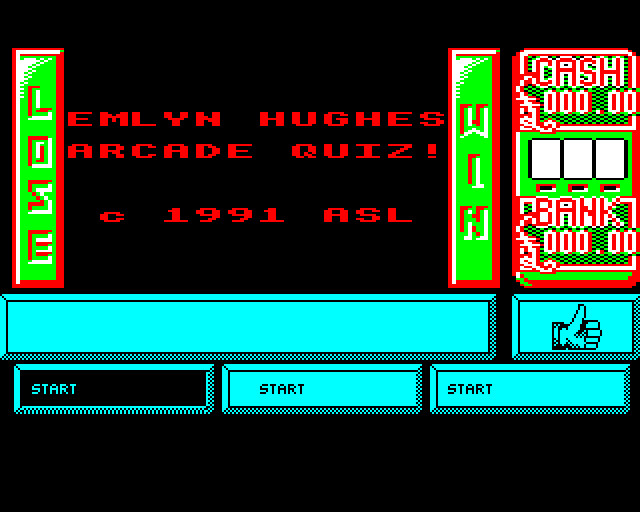 LOSE
EMLYN HUGHES
ARCADE QUIZ!
c 1991 ASL
WIN
CASH
000.00
BANK
000.00
START
START
START